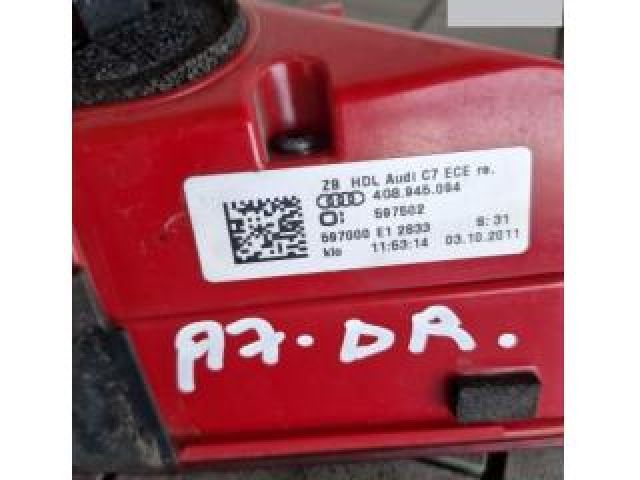 ZB HDL Audi C7 ECE re.
4G8.945.094
597502
597000 E1 2833 S: 31
klo 11:53:14 03.10.2011
A7. DR.